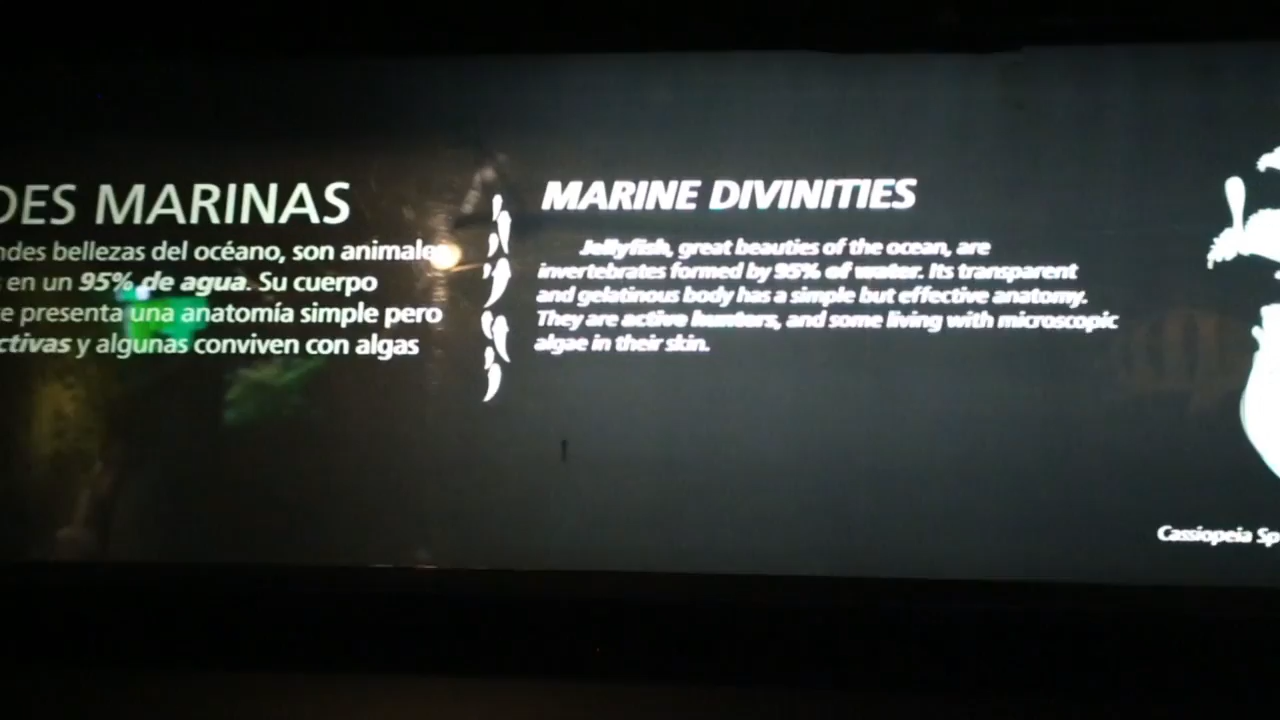 DES MARINAS
ndes bellezas del océano, son animales
en un 95% de agua. Su cuerpo
e presenta una anatomía simple pero
ctivas y algunas conviven con algas
MARINE DIVINITIES
Jellyfish, great beauties of the ocean, are
invertebrates formed by 95% of water. Its transparent
and gelatinous body has a simple but effective anatomy.
They are active hunters, and some living with microscopic
algae in their skin.
Cassiopeia Sp